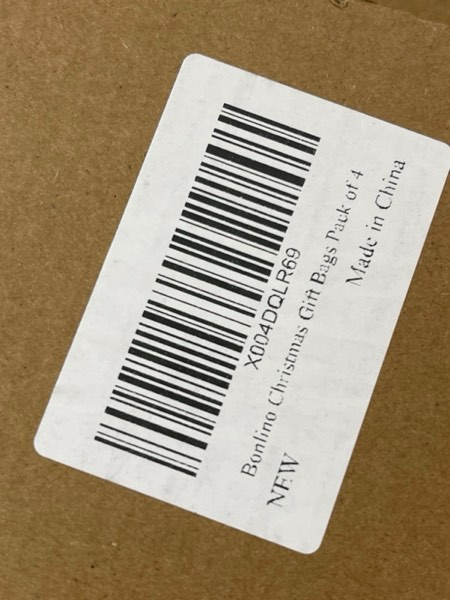 X004DQLR69
Bonlino Christmas Gift Bags Pack of 4
NEW
Made in China